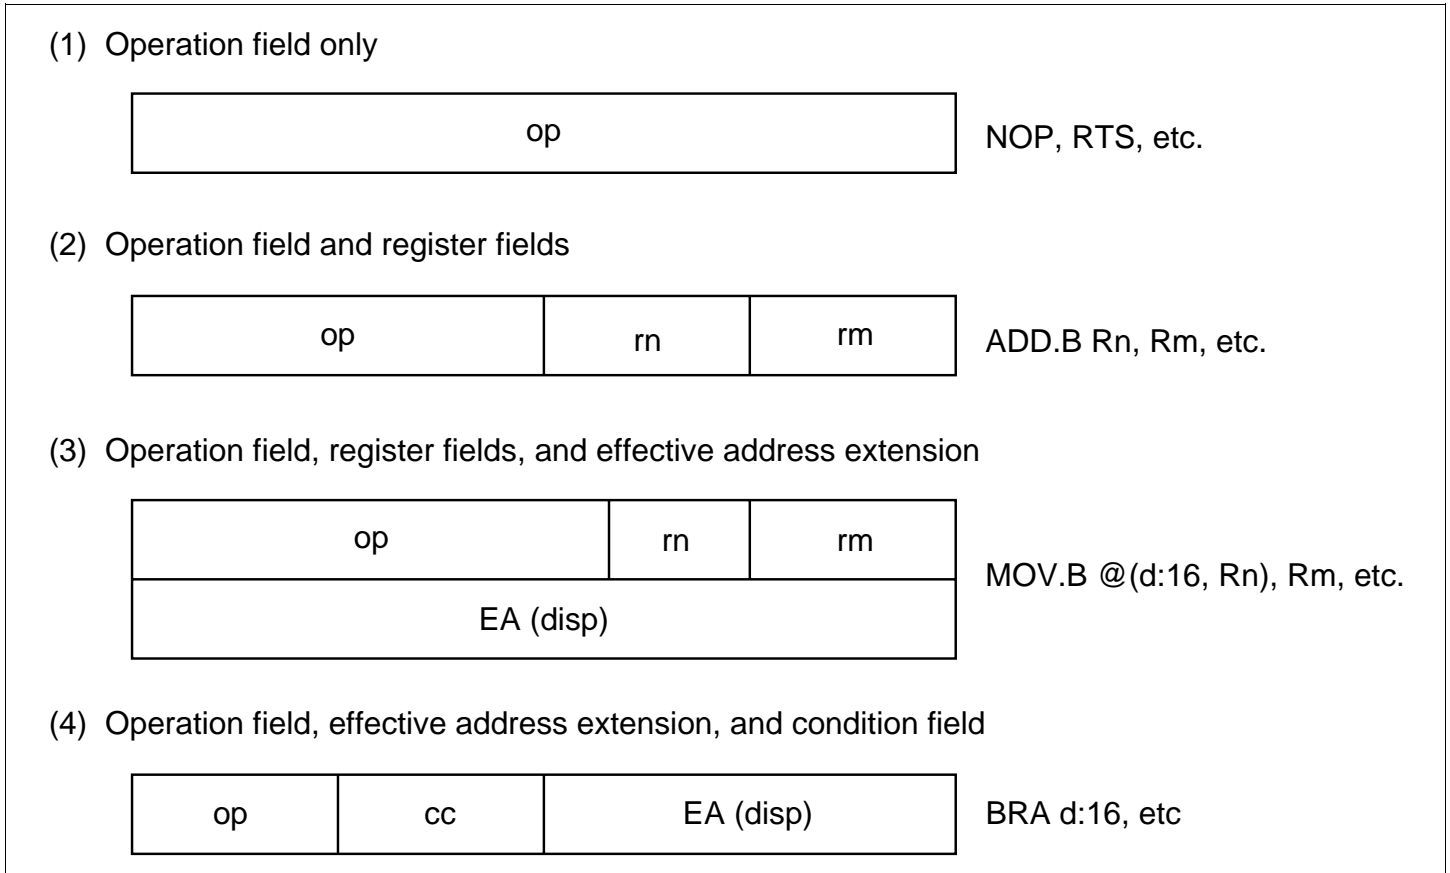 (1) Operation field only
op
NOP, RTS, etc.
(2) Operation field and register fields
op rn rm
ADD.B Rn, Rm, etc.
(3) Operation field, register fields, and effective address extension
op rn rm
EA (disp)
MOV.B @(d:16, Rn), Rm, etc.
(4) Operation field, effective address extension, and condition field
op cc EA (disp)
BRA d:16, etc